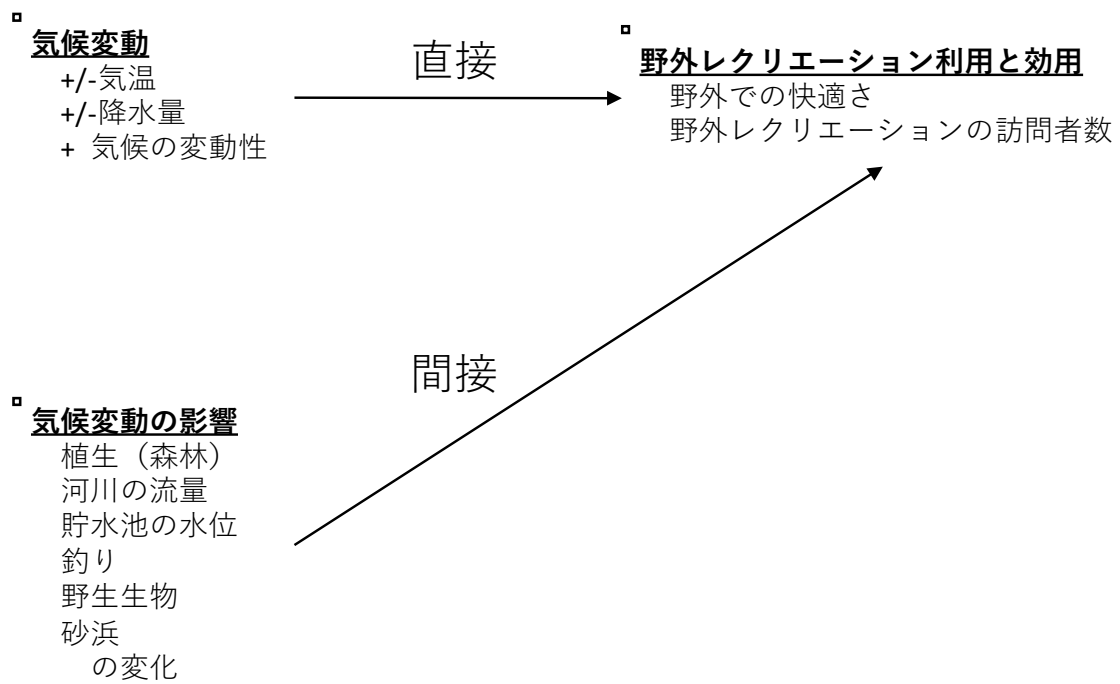 気候変動
+/-気温
+/-降水量
+ 気候の変動性
直接
野外レクリエーション利用と効用
野外での快適さ
野外レクリエーションの訪問者数
間接
気候変動の影響
植生（森林）
河川の流量
貯水池の水位
釣り
野生生物
砂浜
の変化